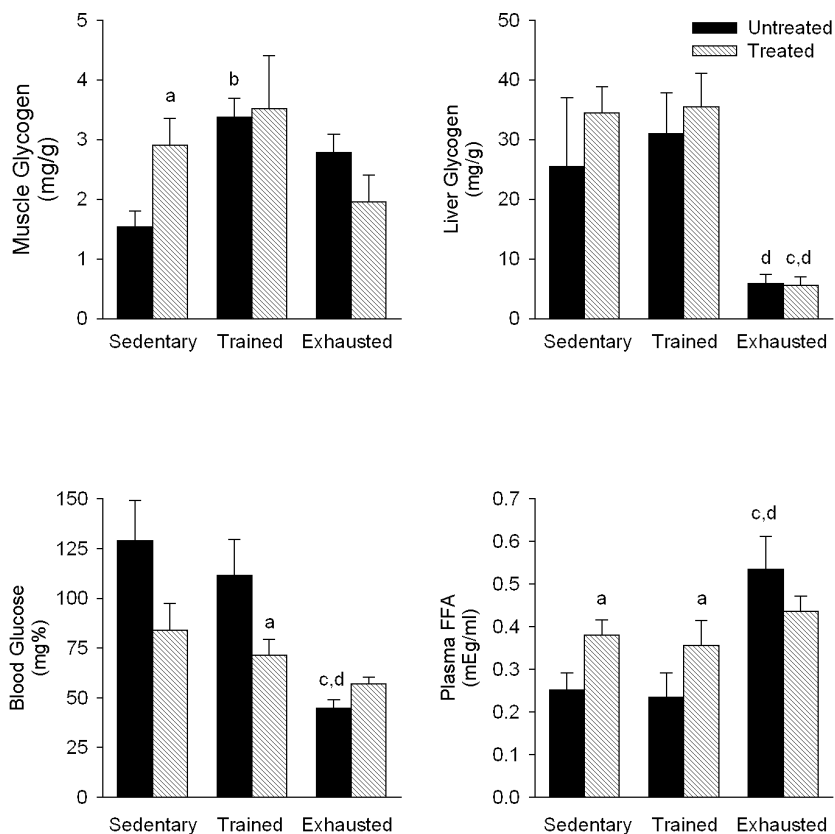 Untreated
Treated
Muscle Glycogen
(mg/g)
5
4
3
2
1
0
a
b
Sedentary Trained Exhausted
Liver Glycogen
(mg/g)
50
40
30
20
10
0
d c,d
Sedentary Trained Exhausted
Blood Glucose
(mg%)
150
125
100
75
50
25
0
a
c,d
Sedentary Trained Exhausted
Plasma FFA
(mEg/ml)
0.7
0.6
0.5
0.4
0.3
0.2
0.1
0.0
c,d
a a
Sedentary Trained Exhausted